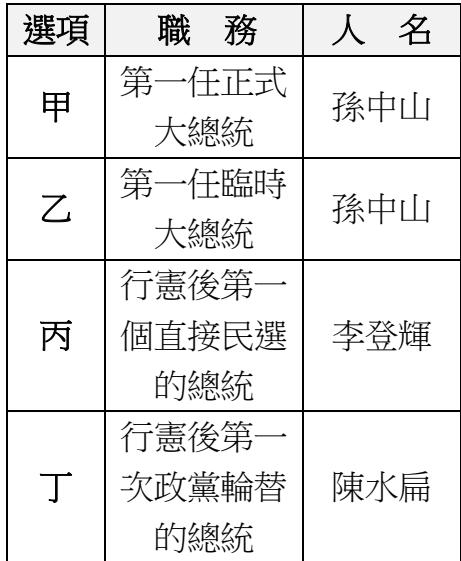 選項 職 務 人 名
甲 第一任正式大總統 孫中山
乙 第一任臨時大總統 孫中山
丙 行憲後第一個直接民選的總統 李登輝
丁 行憲後第一次政黨輪替的總統 陳水扁